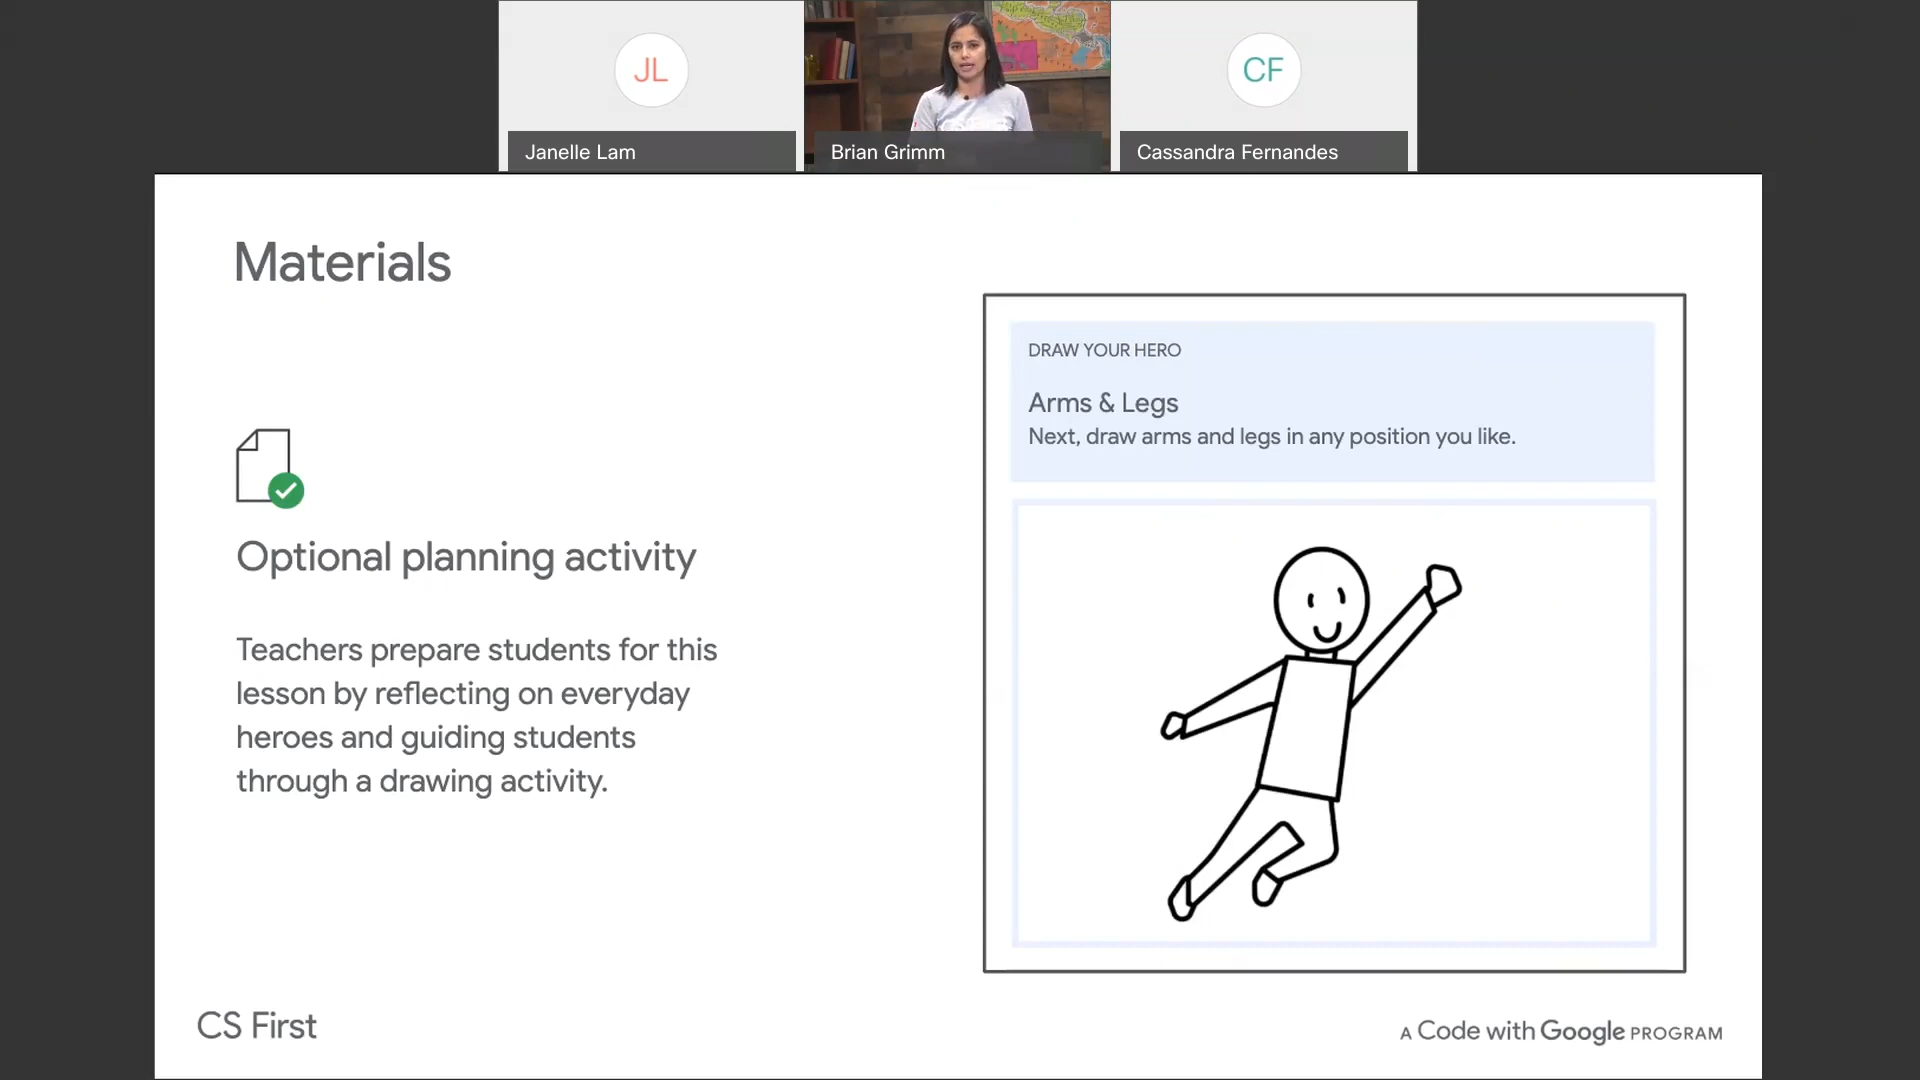 JL
CF
Janelle Lam
Brian Grimm
Cassandra Fernandes
Materials
Optional planning activity
Teachers prepare students for this
lesson by reflecting on everyday
heroes and guiding students
through a drawing activity.
DRAW YOUR HERO
Arms & Legs
Next, draw arms and legs in any position you like.
CS First
A Code with Google PROGRAM